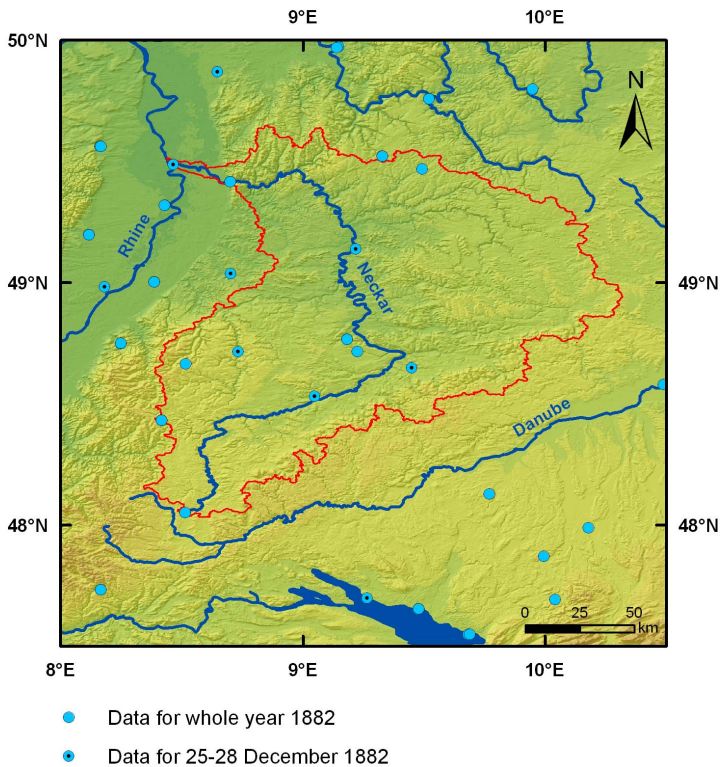 9°E 10°E
50°N 50°N
N
Rhine
49°N 49°N
Neckar
Danube
48°N 48°N
0 25 50
km
8°E 9°E 10°E
Data for whole year 1882
Data for 25-28 December 1882